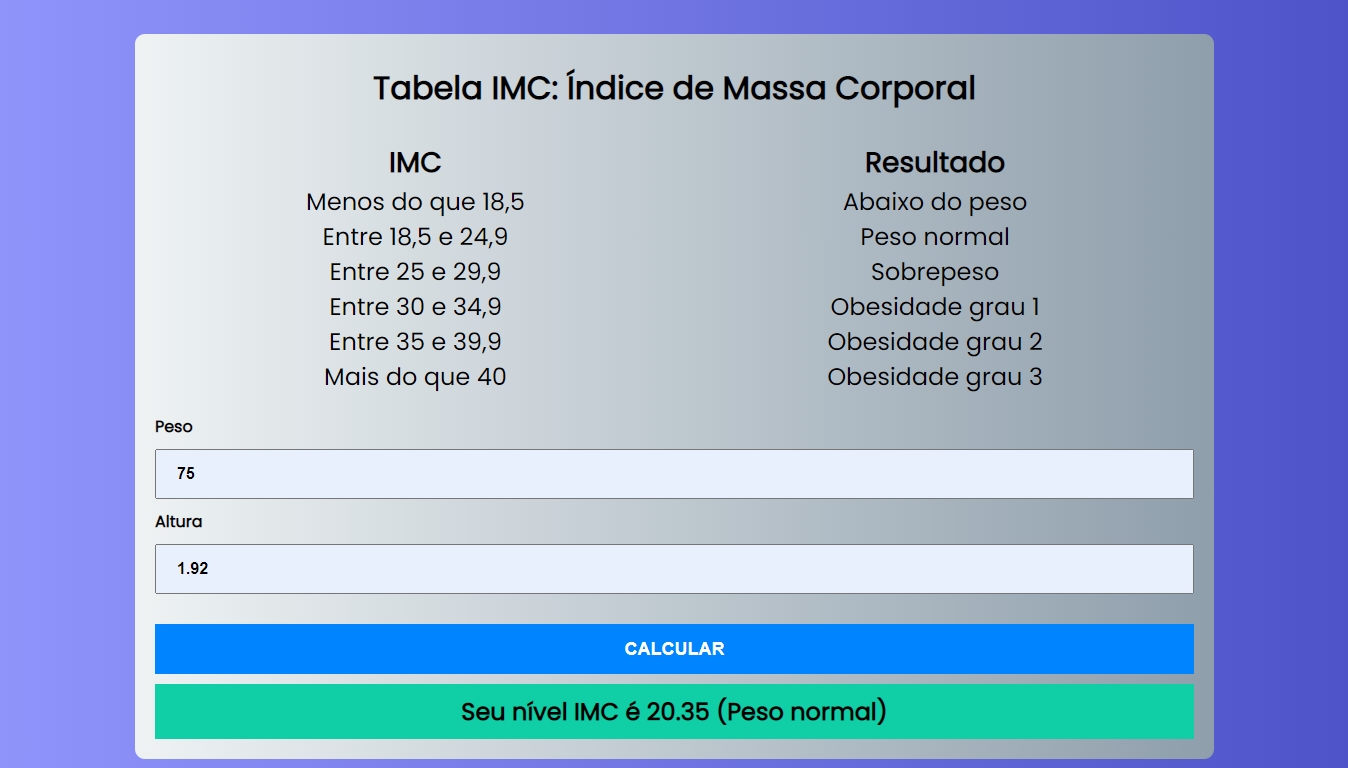 Tabela IMC: Índice de Massa Corporal
IMC
Menos do que 18,5
Entre 18,5 e 24,9
Entre 25 e 29,9
Entre 30 e 34,9
Entre 35 e 39,9
Mais do que 40
Resultado
Abaixo do peso
Peso normal
Sobrepeso
Obesidade grau 1
Obesidade grau 2
Obesidade grau 3
Peso
75
Altura
1.92
CALCULAR
Seu nível IMC é 20.35 (Peso normal)